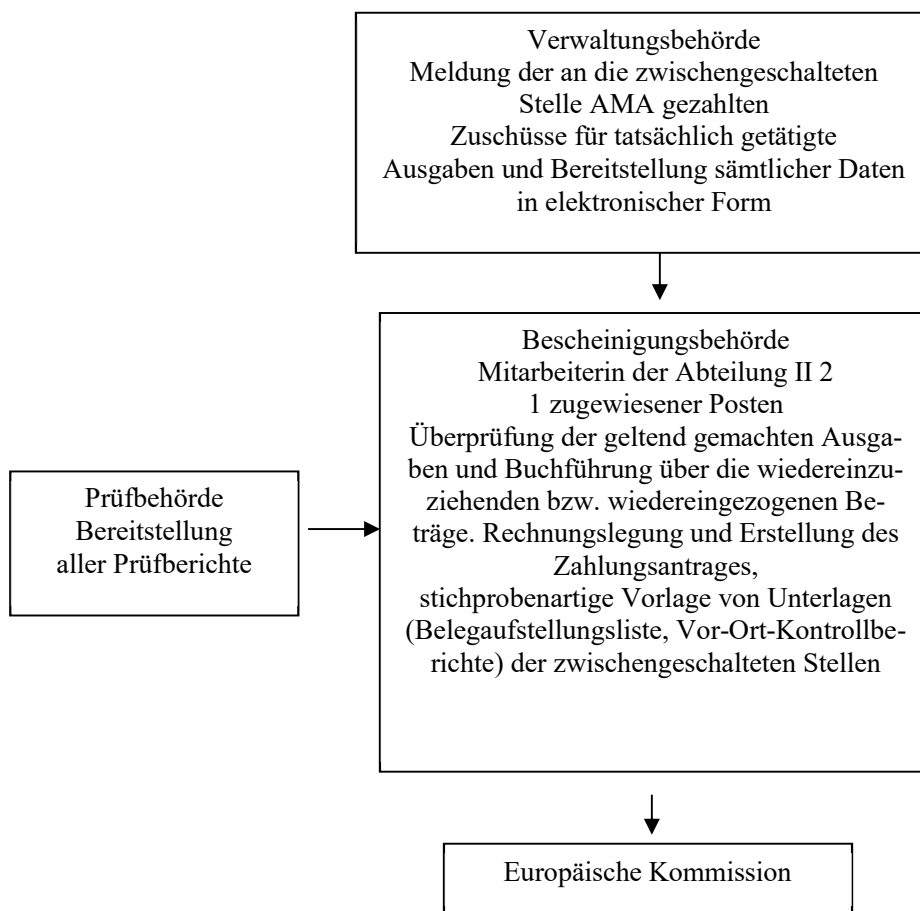 Verwaltungsbehörde
Meldung der an die zwischengeschalteten
Stelle AMA gezahlten
Zuschüsse für tatsächlich getätigte
Ausgaben und Bereitstellung sämtlicher Daten
in elektronischer Form
Bescheinigungsbehörde
Mitarbeiterin der Abteilung II 2
1 zugewiesener Posten
Überprüfung der geltend gemachten Ausga-
ben und Buchführung über die wiedereinzu-
ziehenden bzw. wiedereingezogenen Be-
träge. Rechnungslegung und Erstellung des
Zahlungsantrages,
stichprobenartige Vorlage von Unterlagen
(Belegaufstellungsliste, Vor-Ort-Kontrollbe-
richte) der zwischengeschalteten Stellen
Prüfbehörde
Bereitstellung
aller Prüfberichte
Europäische Kommission